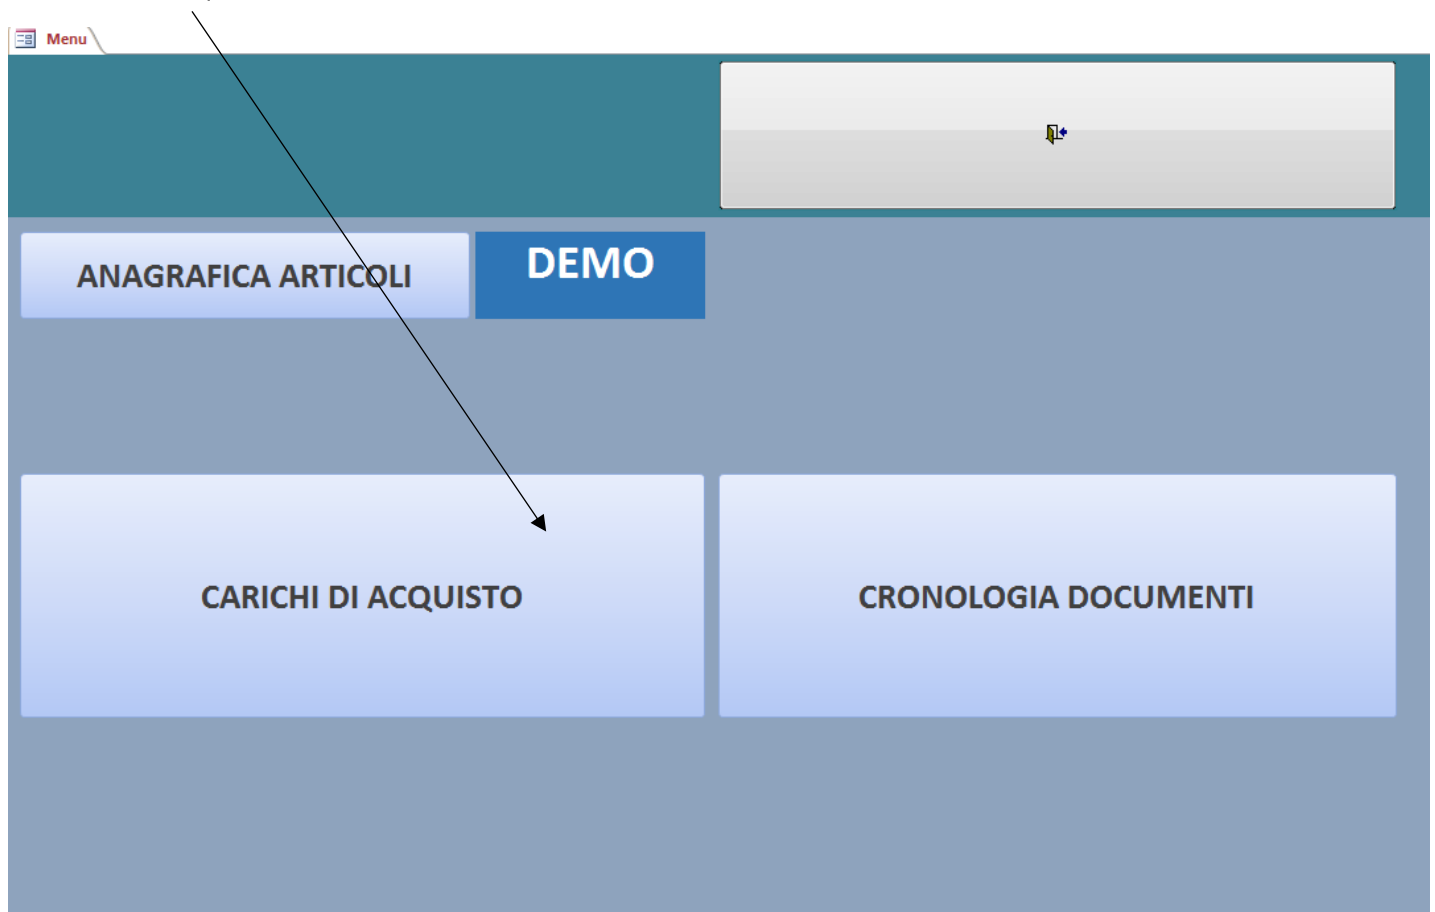 Menu
ANAGRAFICA ARTICOLI
DEMO
CARICHI DI ACQUISTO
CRONOLOGIA DOCUMENTI